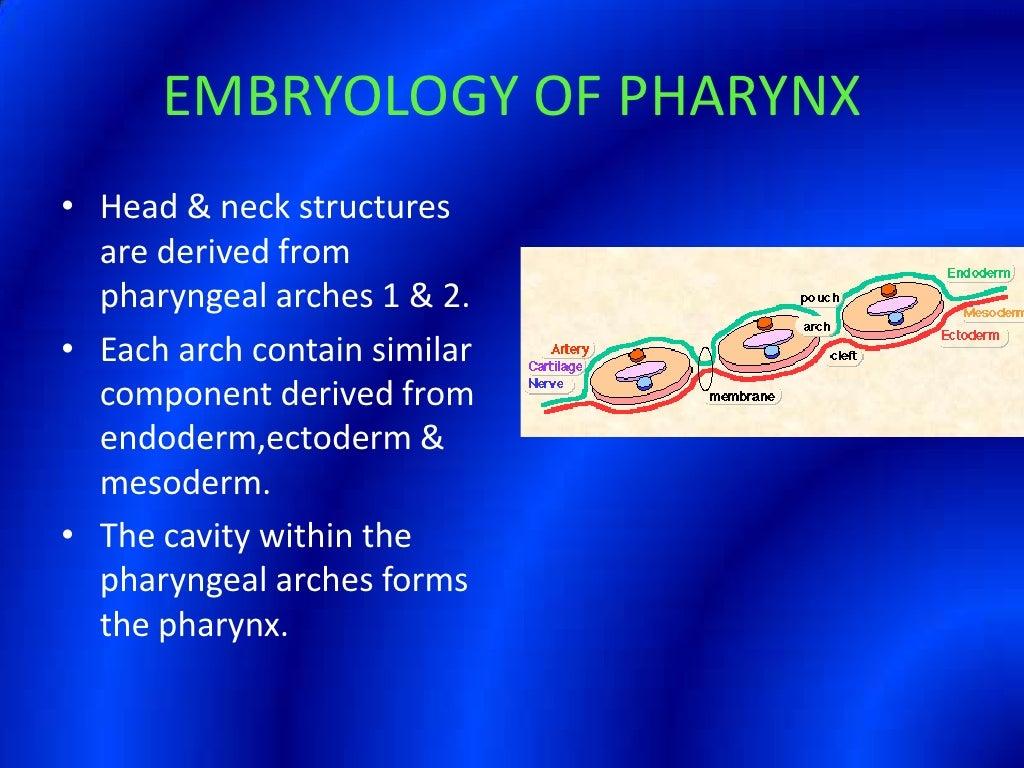 EMBRYOLOGY OF PHARYNX
• Head & neck structures
are derived from
pharyngeal arches 1 & 2.
• Each arch contain similar
component derived from
endoderm,ectoderm &
mesoderm.
• The cavity within the
pharyngeal arches forms
the pharynx.
Endoderm
pouch
Mesoderm
arch
Ectoderm
Artery
cleft
Cartilage
Nerve
membrane